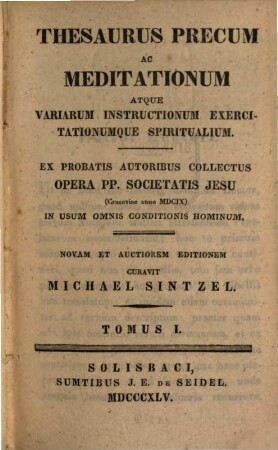 THESAURUS PRECUM
AC
MEDITATIONUM
ATQUE
VARIARUM INSTRUCTIONUM EXERCI-
TATIONUMQUE SPIRITUALIUM.
EX PROBATIS AUTORIBUS COLLECTUS
OPERA PP. SOCIETATIS JESU
(Cracoviae anno MDCIX)
IN USUM OMNIS CONDITIONIS HOMINUM.
NOVAM ET AUCTIOREM EDITIONEM
CURAVIT
MICHAEL SINTZEL.
TOMUS I.
SOLISBACI,
SUMTIBUS J. E. DE SEIDEL.
MDCCCXLV.